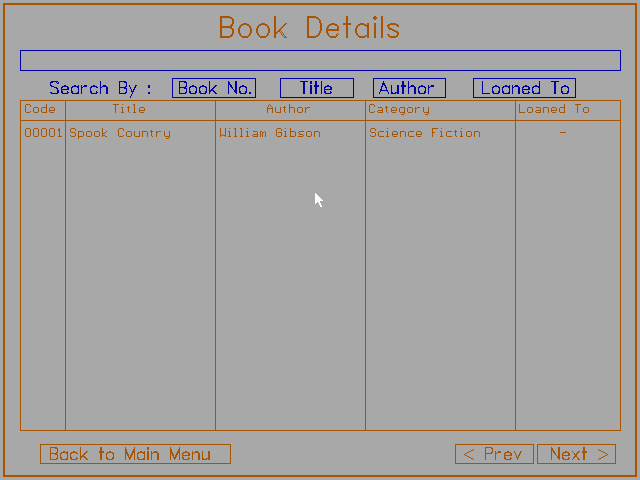 Book Details
Search By : Book No. Title Author Loaned To
Code Title Author Category Loaned To
00001 Spook Country William Gibson Science Fiction -
Back to Main Menu < Prev Next >